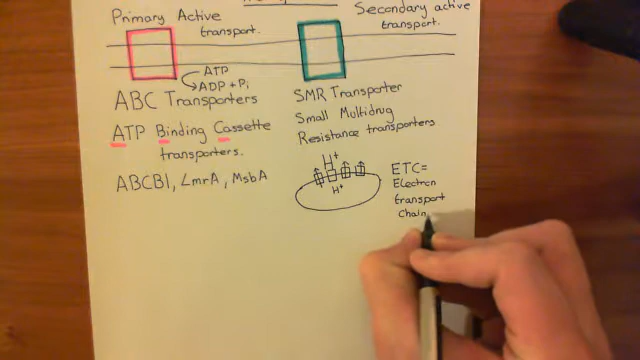 Primary Active transport.
Secondary active transport.
ATP
ADP + Pi
ABC Transporters
ATP Binding Cassette transporters.
ABCB1, LmrA, MsbA
SMR Transporter
Small Multidrug
Resistance transporters
H+
H+
ETC=
Electron
transport
Chain